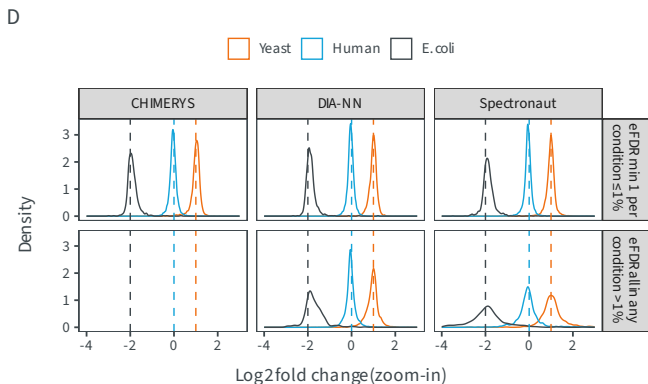 D
Yeast Human E.coli
CHIMERYS DIA-NN Spectronaut
3
2
1
0
eFDR min 1 per
condition ≤1%
3
2
1
0
eFDR all in any
condition >1%
Density
-4 -2 0 2 -4 -2 0 2 -4 -2 0 2
Log2fold change(zoom-in)